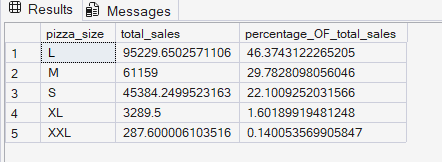 Results Messages
pizza_size total_sales percentage_OF_total_sales
1 L 95229.6502571106 46.3743122265205
2 M 61159 29.7828098056046
3 S 45384.2499523163 22.1009252031566
4 XL 3289.5 1.60189919481248
5 XXL 287.600006103516 0.140053569905847